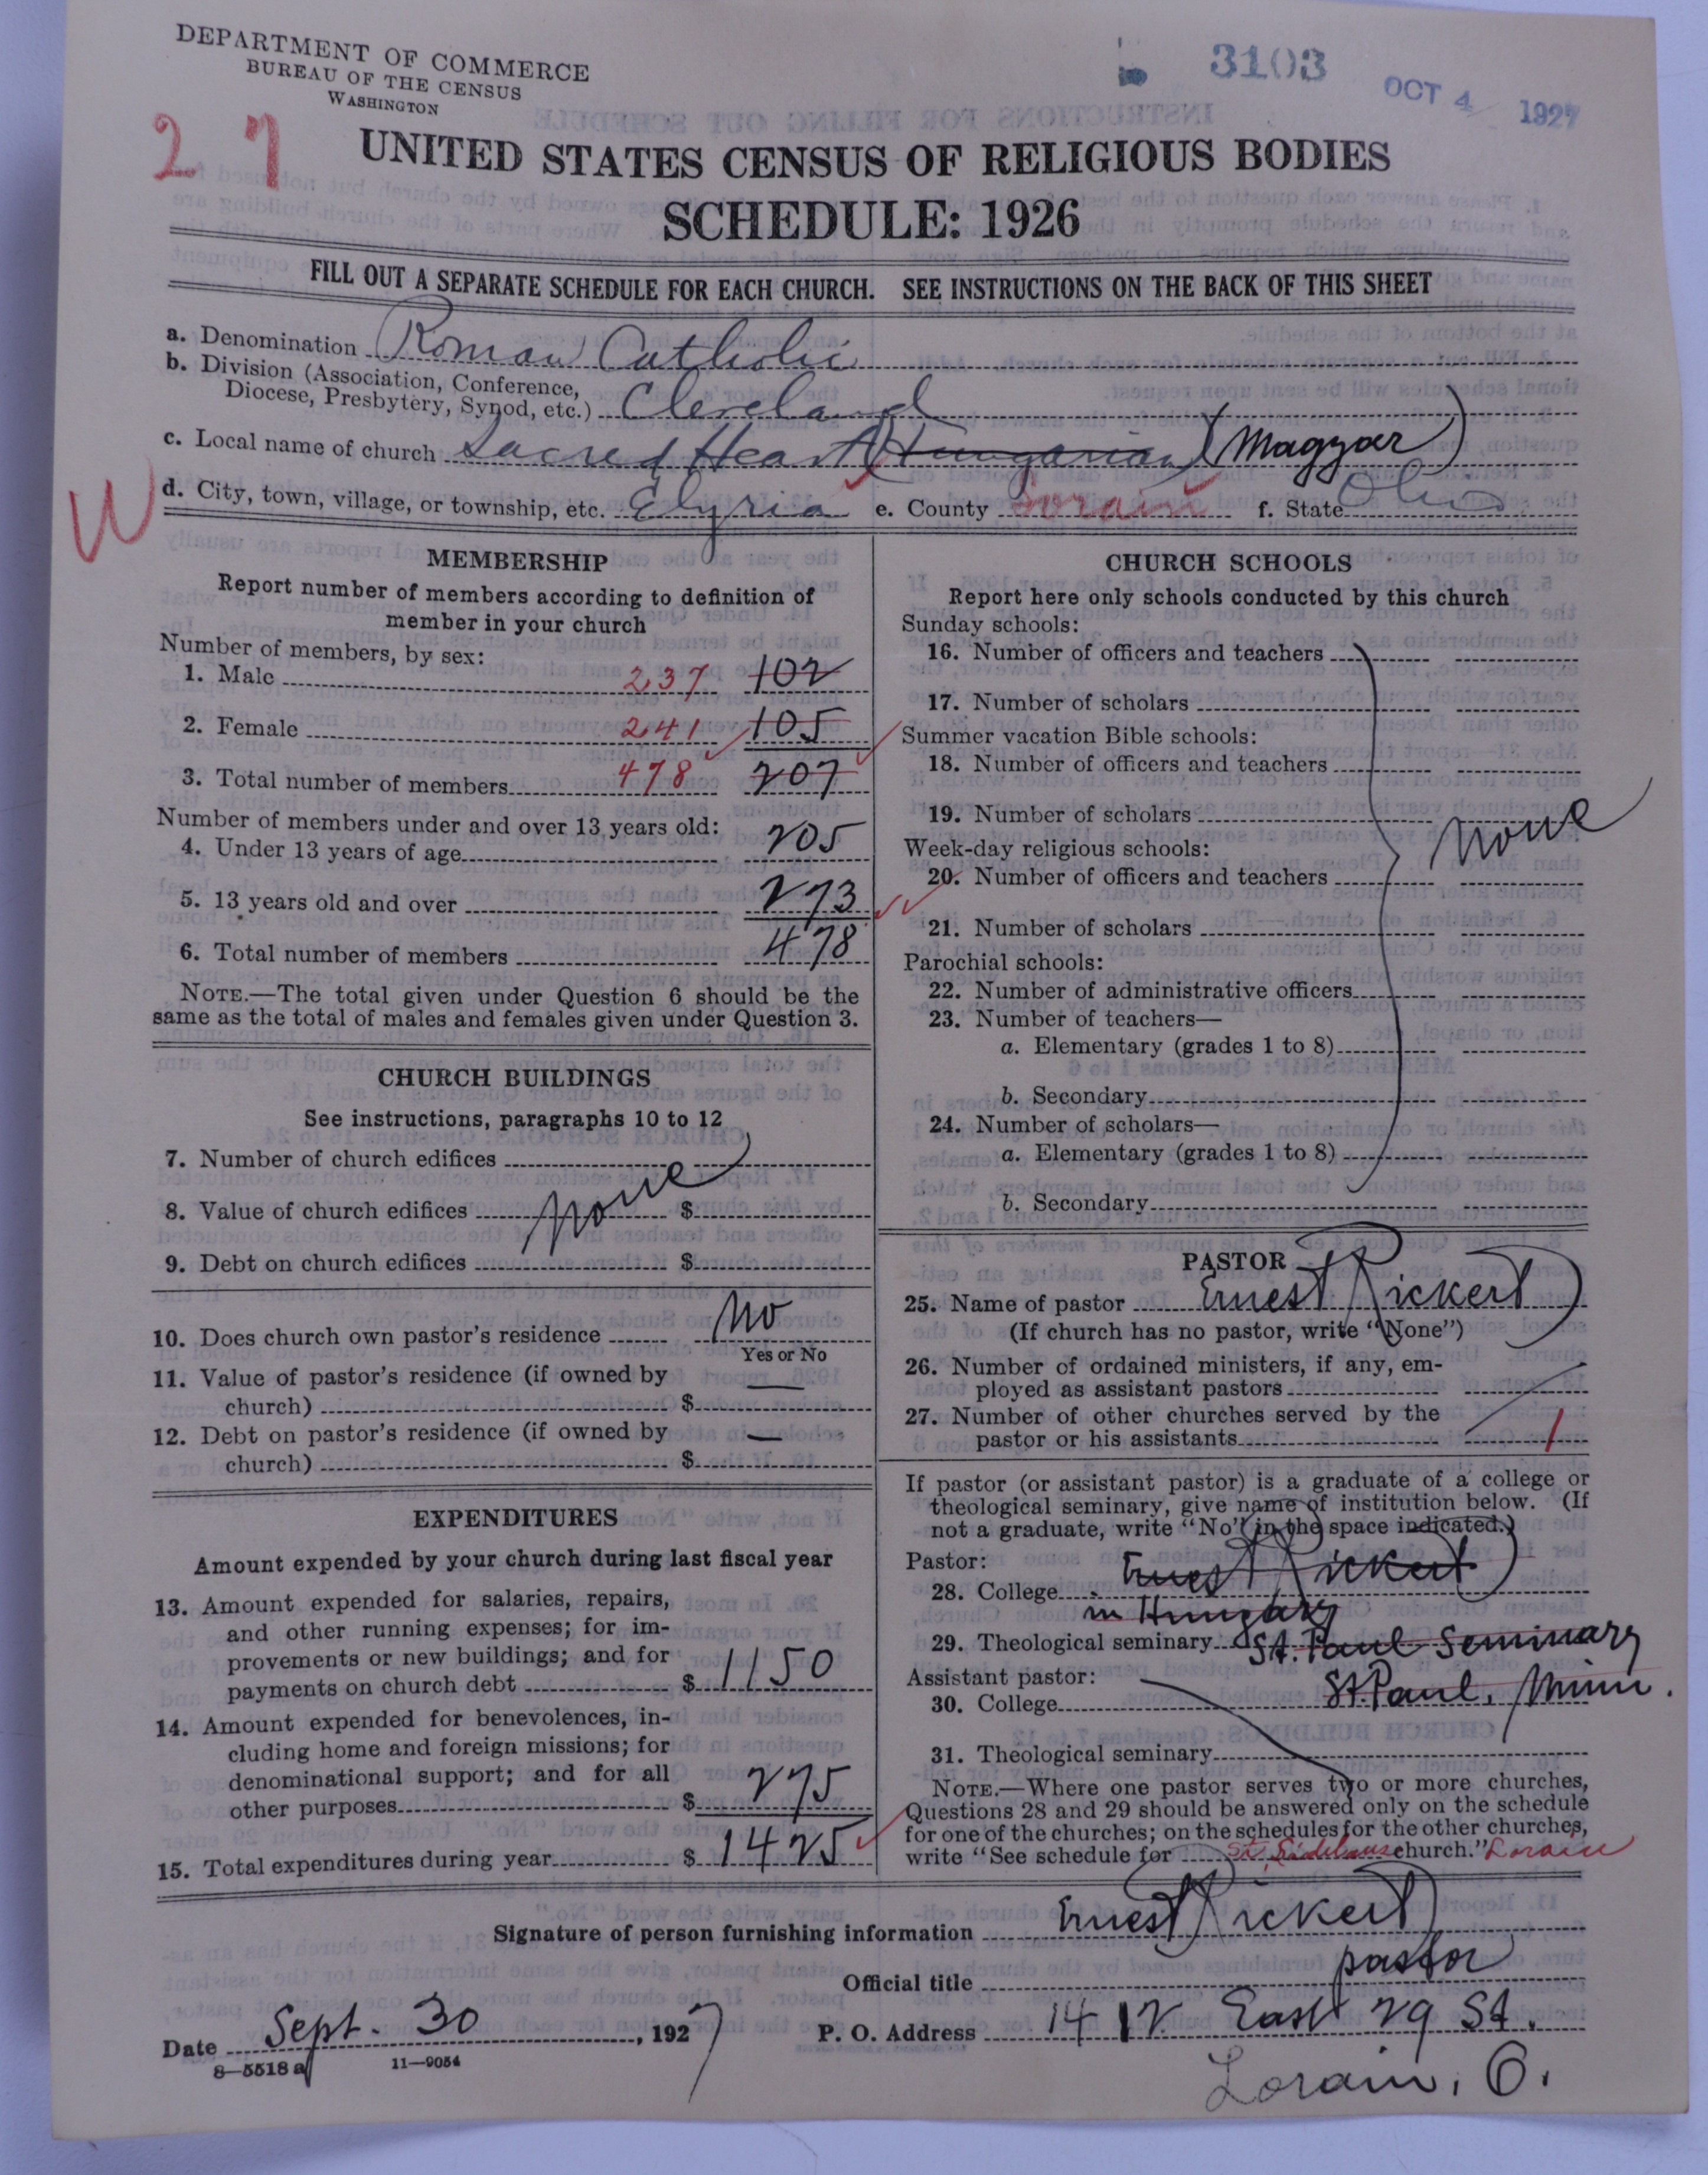 DEPARTMENT OF COMMERCE
BUREAU OF THE CENSUS
WASHINGTON
3103
OCT 4 1927
27
UNITED STATES CENSUS OF RELIGIOUS BODIES
SCHEDULE: 1926
FILL OUT A SEPARATE SCHEDULE FOR EACH CHURCH. SEE INSTRUCTIONS ON THE BACK OF THIS SHEET
a. Denomination Roman Catholic
b. Division (Association, Conference,
Diocese, Presbytery, Synod, etc.) Cleveland
c. Local name of church Sacred Heart (Hungarian) (Magyar)
W
d. City, town, village, or township, etc. Elyria e. County Lorain f. State Ohio
MEMBERSHIP
Report number of members according to definition of
member in your church
Number of members, by sex:
1. Male 237 102
2. Female 241 105
3. Total number of members 478 207
Number of members under and over 13 years old:
4. Under 13 years of age 205
5. 13 years old and over 273
6. Total number of members 478
NOTE.—The total given under Question 6 should be the
same as the total of males and females given under Question 3.
CHURCH BUILDINGS
See instructions, paragraphs 10 to 12
7. Number of church edifices
None
8. Value of church edifices $
9. Debt on church edifices $
10. Does church own pastor's residence No
Yes or No
11. Value of pastor's residence (if owned by
church) $ —
12. Debt on pastor's residence (if owned by
church) $ —
EXPENDITURES
Amount expended by your church during last fiscal year
13. Amount expended for salaries, repairs,
and other running expenses; for im-
provements or new buildings; and for
payments on church debt $ 1150
14. Amount expended for benevolences, in-
cluding home and foreign missions; for
denominational support; and for all
other purposes $ 275
15. Total expenditures during year $ 1425
CHURCH SCHOOLS
Report here only schools conducted by this church
Sunday schools:
16. Number of officers and teachers
17. Number of scholars
Summer vacation Bible schools:
18. Number of officers and teachers
19. Number of scholars
None
Week-day religious schools:
20. Number of officers and teachers
21. Number of scholars
Parochial schools:
22. Number of administrative officers
23. Number of teachers—
a. Elementary (grades 1 to 8)
b. Secondary
24. Number of scholars—
a. Elementary (grades 1 to 8)
b. Secondary
PASTOR
25. Name of pastor Ernest Rickert
(If church has no pastor, write "None")
26. Number of ordained ministers, if any, em-
ployed as assistant pastors
27. Number of other churches served by the
pastor or his assistants 1
If pastor (or assistant pastor) is a graduate of a college or
theological seminary, give name of institution below. (If
not a graduate, write "No" in the space indicated.)
Pastor:
28. College Ernest Rickert
in Hungary
29. Theological seminary St. Paul Seminary
Assistant pastor:
St. Paul, Minn.
30. College
31. Theological seminary
NOTE.—Where one pastor serves two or more churches,
Questions 28 and 29 should be answered only on the schedule
for one of the churches; on the schedules for the other churches,
write "See schedule for St. church." Lorain
Signature of person furnishing information Ernest Rickert
Official title pastor
Date Sept. 30, 1927
P. O. Address 1412 East 29 St.
Lorain, O.
8—5518 a
11—9054